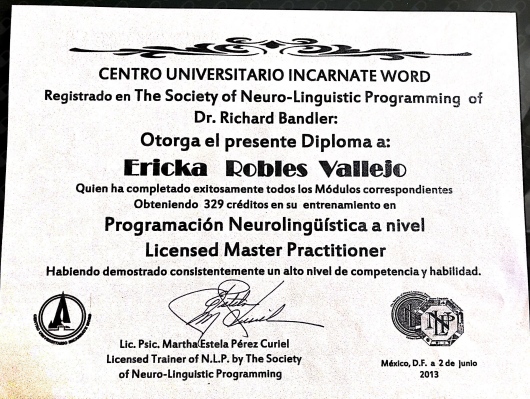 CENTRO UNIVERSITARIO INCARNATE WORD
Registrado en The Society of Neuro-Linguistic Programming of
Dr. Richard Bandler:
Otorga el presente Diploma a:
Ericka Robles Vallejo
Quien ha completado exitosamente todos los Módulos correspondientes
Obteniendo 329 créditos en su entrenamiento en
Programación Neurolingüística a nivel
Licensed Master Practitioner
Habiendo demostrado consistentemente un alto nivel de competencia y habilidad.
Lic. Psic. Martha Estela Pérez Curiel
Licensed Trainer of N.L.P. by The Society
of Neuro-Linguistic Programming
NLP
México, D.F. a 2 de junio
2013